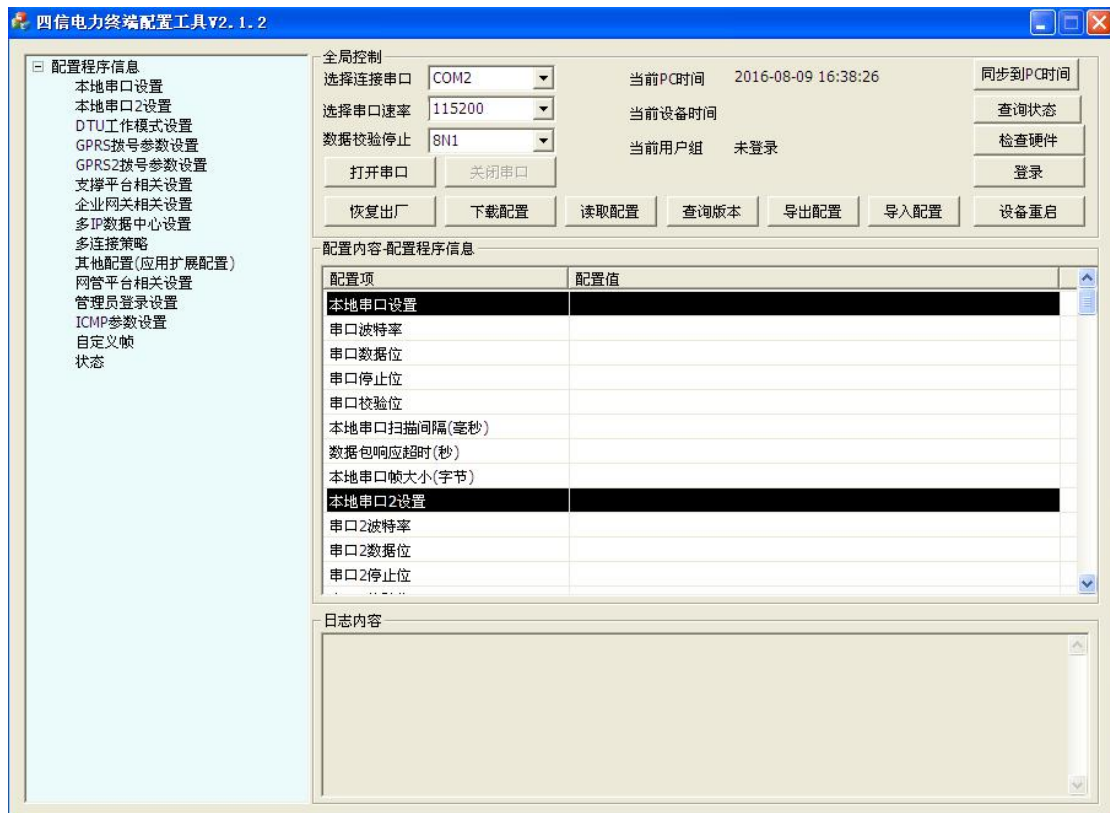 四信电力终端配置工具V2.1.2
配置程序信息
本地串口设置
本地串口2设置
DTU工作模式设置
GPRS拨号参数设置
GPRS2拨号参数设置
支撑平台相关设置
企业网关相关设置
多IP数据中心设置
多连接策略
其他配置(应用扩展配置)
网管平台相关设置
管理员登录设置
ICMP参数设置
自定义帧
状态
全局控制
选择连接串口 COM2 当前PC时间 2016-08-09 16:38:26 同步到PC时间
选择串口速率 115200 当前设备时间 查询状态
数据校验停止 8N1 当前用户组 未登录 检查硬件
打开串口 关闭串口 登录
恢复出厂 下载配置 读取配置 查询版本 导出配置 导入配置 设备重启
配置内容-配置程序信息
配置项 配置值
本地串口设置
串口波特率
串口数据位
串口停止位
串口校验位
本地串口扫描间隔(毫秒)
数据包响应超时(秒)
本地串口帧大小(字节)
本地串口2设置
串口2波特率
串口2数据位
串口2停止位
日志内容